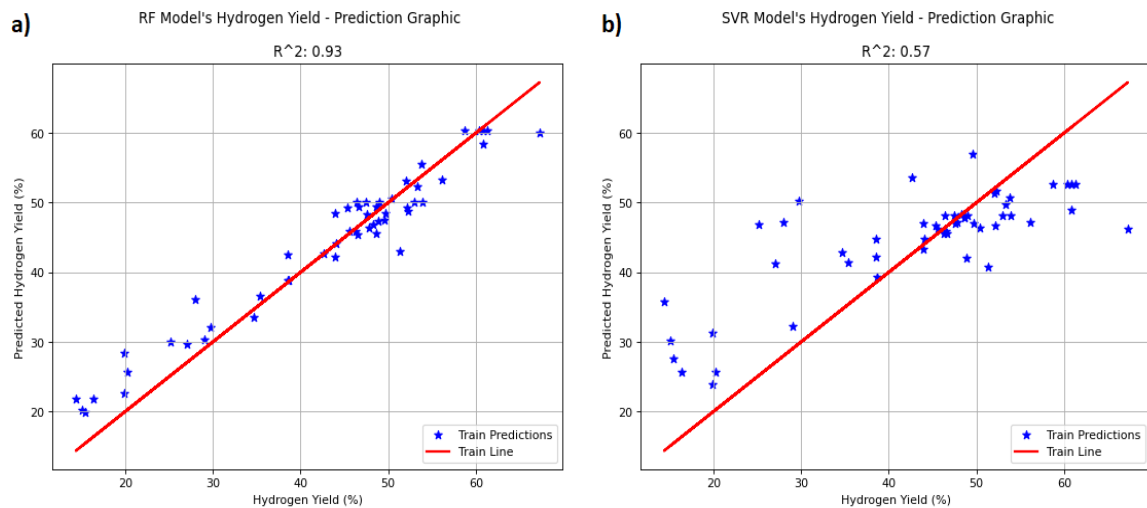 a)
RF Model's Hydrogen Yield - Prediction Graphic
R^2: 0.93
Predicted Hydrogen Yield (%)
60
50
40
30
20
20 30 40 50 60
Hydrogen Yield (%)
Train Predictions
Train Line
b)
SVR Model's Hydrogen Yield - Prediction Graphic
R^2: 0.57
Predicted Hydrogen Yield (%)
60
50
40
30
20
20 30 40 50 60
Hydrogen Yield (%)
Train Predictions
Train Line